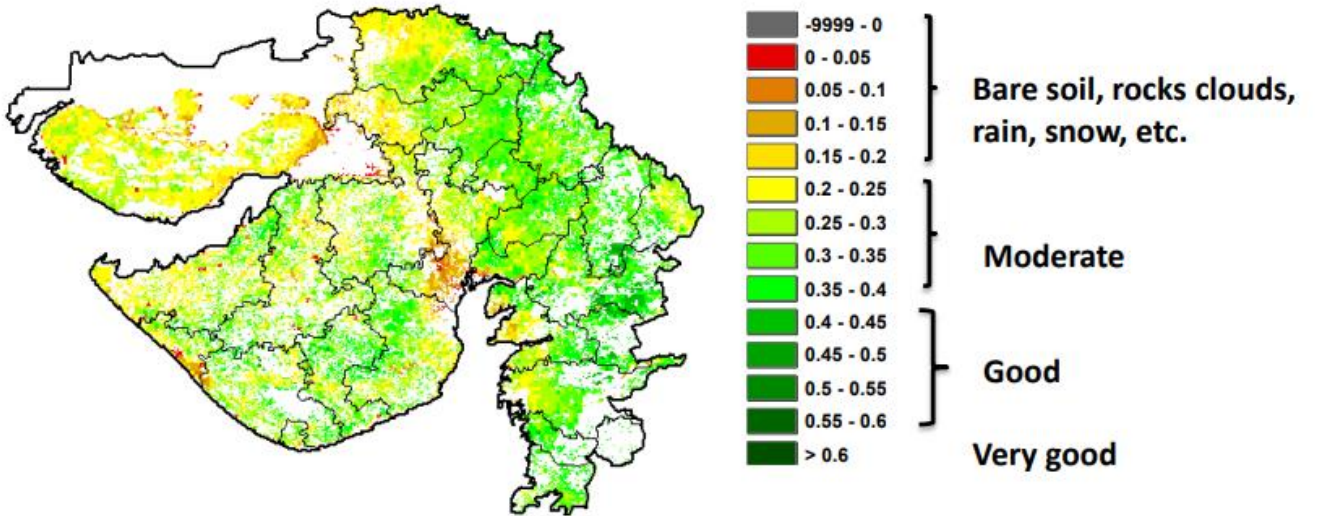 -9999 - 0
0 - 0.05
0.05 - 0.1
0.1 - 0.15
0.15 - 0.2
Bare soil, rocks clouds,
rain, snow, etc.
0.2 - 0.25
0.25 - 0.3
0.3 - 0.35
0.35 - 0.4
Moderate
0.4 - 0.45
0.45 - 0.5
0.5 - 0.55
0.55 - 0.6
Good
> 0.6
Very good